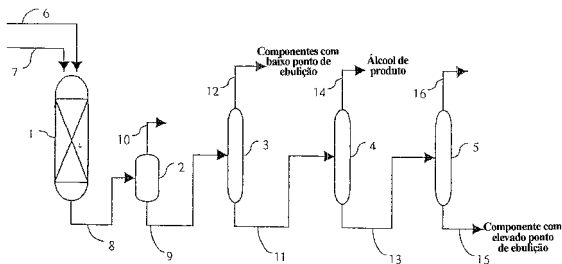 6
7
1
8
10
2
9
Componentes com
baixo ponto de
ebulição
12
3
11
Álcool de
produto
14
4
13
16
5
Componente com
elevado ponto
de ebulição
15